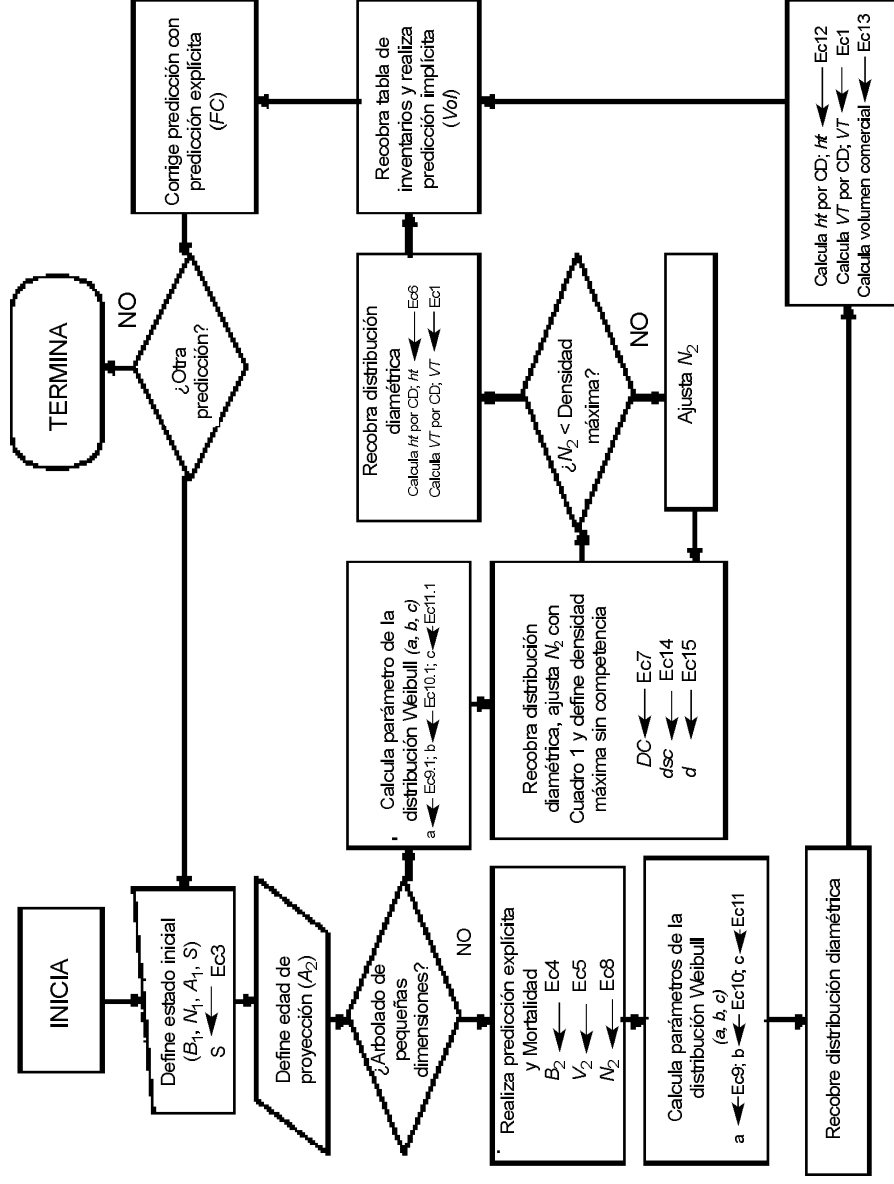 INICIA
Define estado inicial
(B1, N1, A1, S)
S ← Ec3
Define edad de
proyección (A2)
¿Arbolado de
pequeñas
dimensiones?
NO
Realiza predicción explícita
y Mortalidad
B2 ← Ec4
V2 ← Ec5
N2 ← Ec8
Calcula parámetros de la
distribución Weibull
(a, b, c)
a ← Ec9; b ← Ec10; c ← Ec11
Recobre distribución diamétrica
Calcula parámetro de la
distribución Weibull (a, b, c)
a ← Ec9.1; b ← Ec10.1; c ← Ec11.1
Recobra distribución
diamétrica, ajusta N2 con
Cuadro 1 y define densidad
máxima sin competencia
DC ← Ec7
dsc ← Ec14
d ← Ec15
¿N2 < Densidad
máxima?
NO
Ajusta N2
Recobra distribución
diamétrica
Calcula ht por CD; ht ← Ec6
Calcula VT por CD; VT ← Ec1
Calcula ht por CD; ht ← Ec12
Calcula VT por CD; VT ← Ec1
Calcula volumen comercial ← Ec13
Recobra tabla de
inventarios y realiza
predicción implícita
(Vol)
Corrige predicción con
predicción explícita
(FC)
¿Otra
predicción?
NO
TERMINA